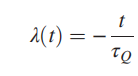 λ(t) = − t/τ_Q